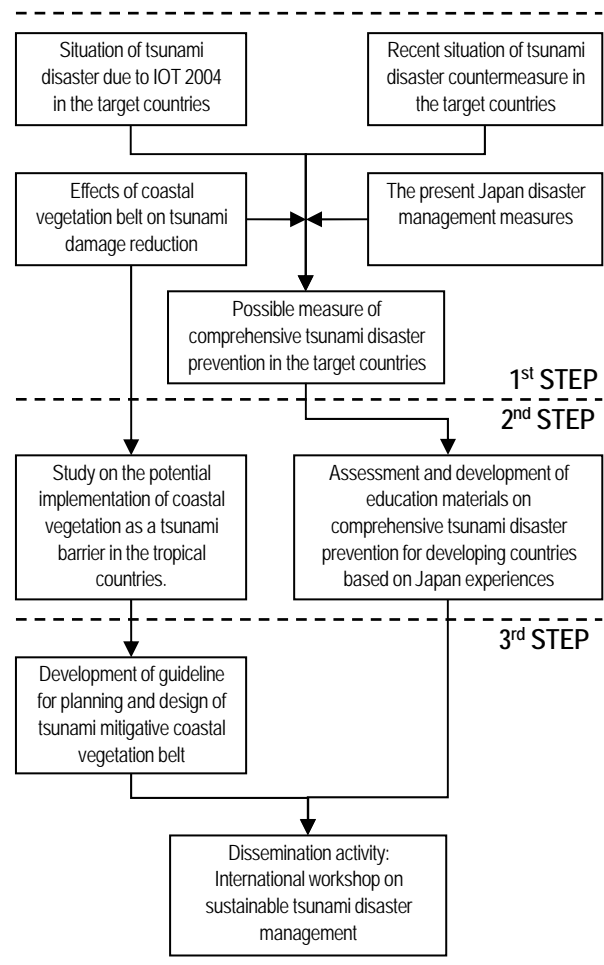 Situation of tsunami
disaster due to IOT 2004
in the target countries
Recent situation of tsunami
disaster countermeasure in
the target countries
Effects of coastal
vegetation belt on tsunami
damage reduction
The present Japan disaster
management measures
Possible measure of
comprehensive tsunami disaster
prevention in the target countries
1st STEP
2nd STEP
Study on the potential
implementation of coastal
vegetation as a tsunami
barrier in the tropical
countries.
Assessment and development of
education materials on
comprehensive tsunami disaster
prevention for developing countries
based on Japan experiences
3rd STEP
Development of guideline
for planning and design of
tsunami mitigative coastal
vegetation belt
Dissemination activity:
International workshop on
sustainable tsunami disaster
management